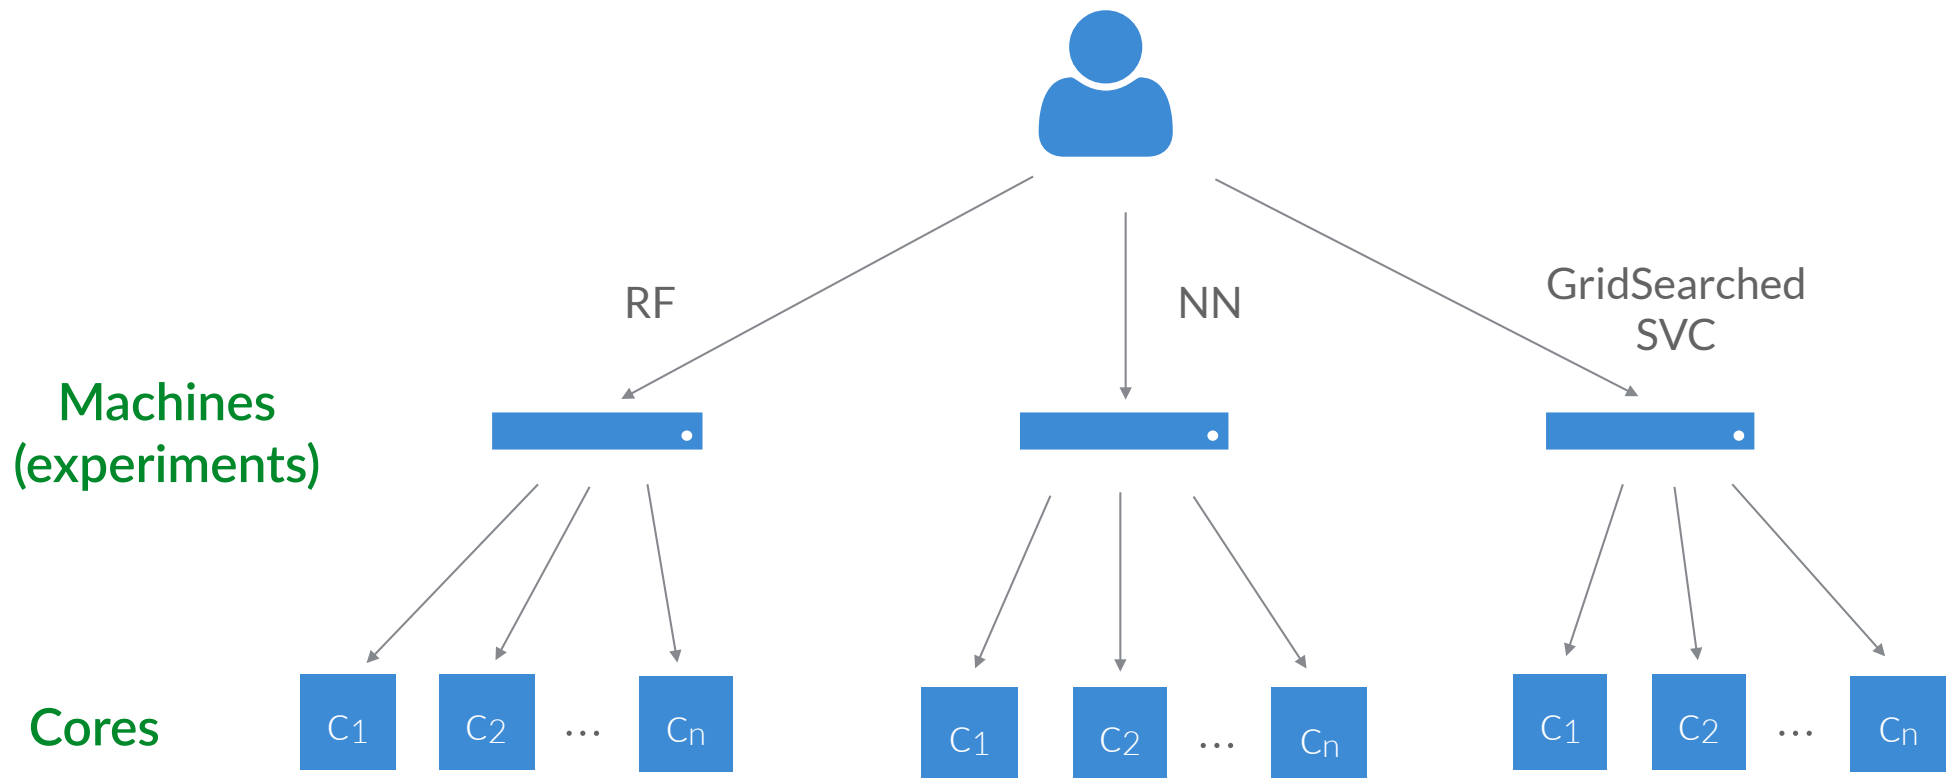 RF
NN
GridSearched
SVC
Machines
(experiments)
Cores
C1
C2
...
Cn
C1
C2
...
Cn
C1
C2
...
Cn